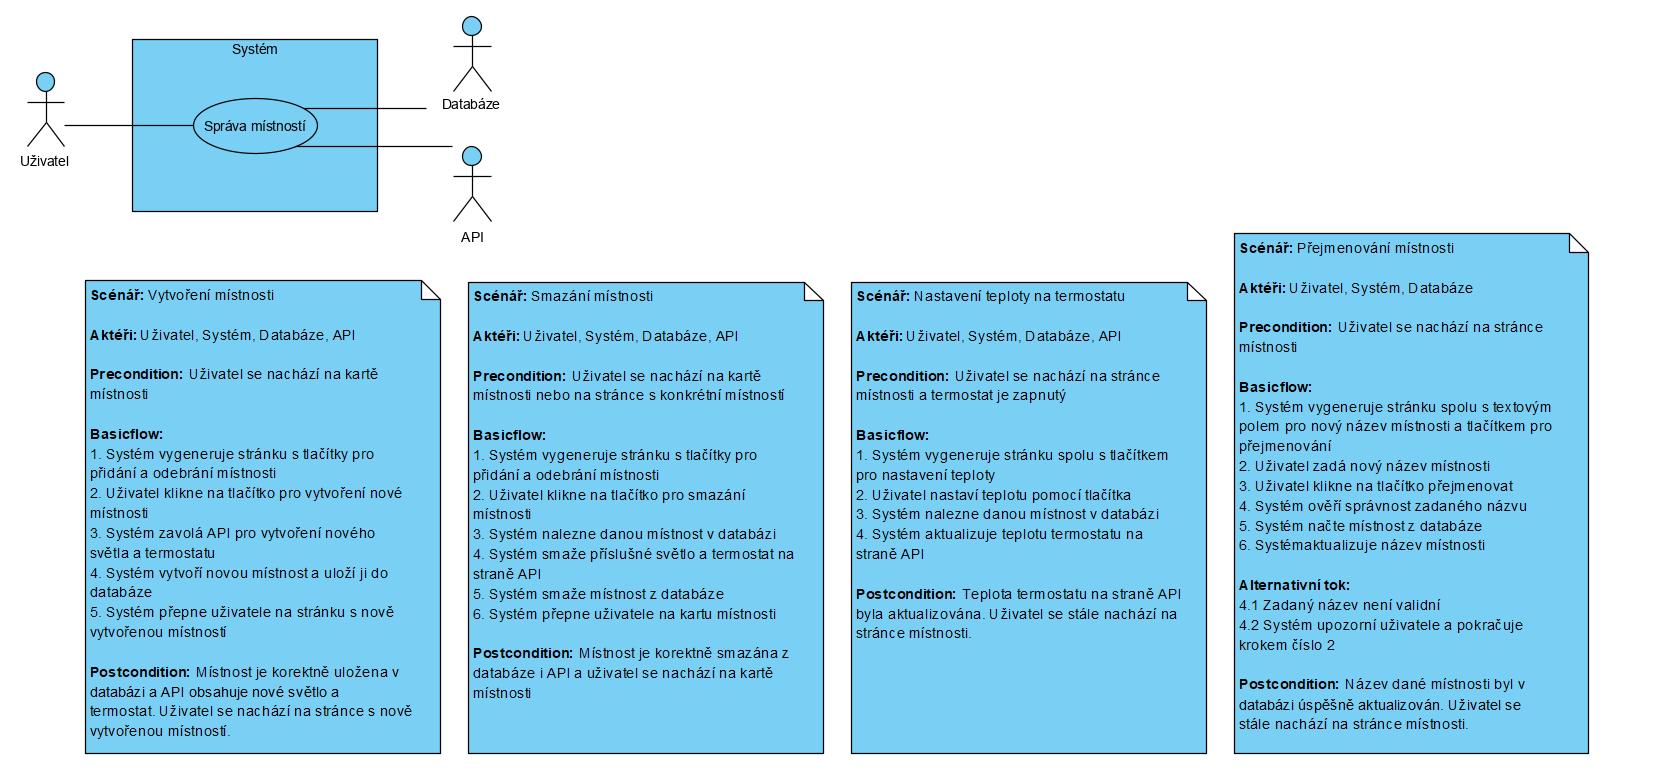 Systém
Správa místností
Uživatel
Databáze
API
Scénář: Vytvoření místnosti
Aktéři: Uživatel, Systém, Databáze, API
Precondition: Uživatel se nachází na kartě
místnosti
Basicflow:
1. Systém vygeneruje stránku s tlačítky pro
přidání a odebrání místnosti
2. Uživatel klikne na tlačítko pro vytvoření nové
místnosti
3. Systém zavolá API pro vytvoření nového
světla a termostatu
4. Systém vytvoří novou místnost a uloží ji do
databáze
5. Systém přepne uživatele na stránku s nově
vytvořenou místností
Postcondition: Místnost je korektně uložena v
databázi a API obsahuje nové světlo a
termostat. Uživatel se nachází na stránce s nově
vytvořenou místností.
Scénář: Smazání místnosti
Aktéři: Uživatel, Systém, Databáze, API
Precondition: Uživatel se nachází na kartě
místnosti nebo na stránce s konkrétní místností
Basicflow:
1. Systém vygeneruje stránku s tlačítky pro
přidání a odebrání místnosti
2. Uživatel klikne na tlačítko pro smazání
místnosti
3. Systém nalezne danou místnost v databázi
4. Systém smaže příslušné světlo a termostat na
straně API
5. Systém smaže místnost z databáze
6. Systém přepne uživatele na kartu místnosti
Postcondition: Místnost je korektně smazána z
databáze i API a uživatel se nachází na kartě
místnosti
Scénář: Nastavení teploty na termostatu
Aktéři: Uživatel, Systém, Databáze, API
Precondition: Uživatel se nachází na stránce
místnosti a termostat je zapnutý
Basicflow:
1. Systém vygeneruje stránku spolu s tlačítkem
pro nastavení teploty
2. Uživatel nastaví teplotu pomocí tlačítka
3. Systém nalezne danou místnost v databázi
4. Systém aktualizuje teplotu termostatu na
straně API
Postcondition: Teplota termostatu na straně API
byla aktualizována. Uživatel se stále nachází na
stránce místnosti.
Scénář: Přejmenování místnosti
Aktéři: Uživatel, Systém, Databáze
Precondition: Uživatel se nachází na stránce
místnosti
Basicflow:
1. Systém vygeneruje stránku spolu s textovým
polem pro nový název místnosti a tlačítkem pro
přejmenování
2. Uživatel zadá nový název místnosti
3. Uživatel klikne na tlačítko přejmenovat
4. Systém ověří správnost zadaného názvu
5. Systém načte místnost z databáze
6. Systémaktualizuje název místnosti
Alternativní tok:
4.1 Zadaný název není validní
4.2 Systém upozorní uživatele a pokračuje
krokem číslo 2
Postcondition: Název dané místnosti byl v
databázi úspěšně aktualizován. Uživatel se
stále nachází na stránce místnosti.